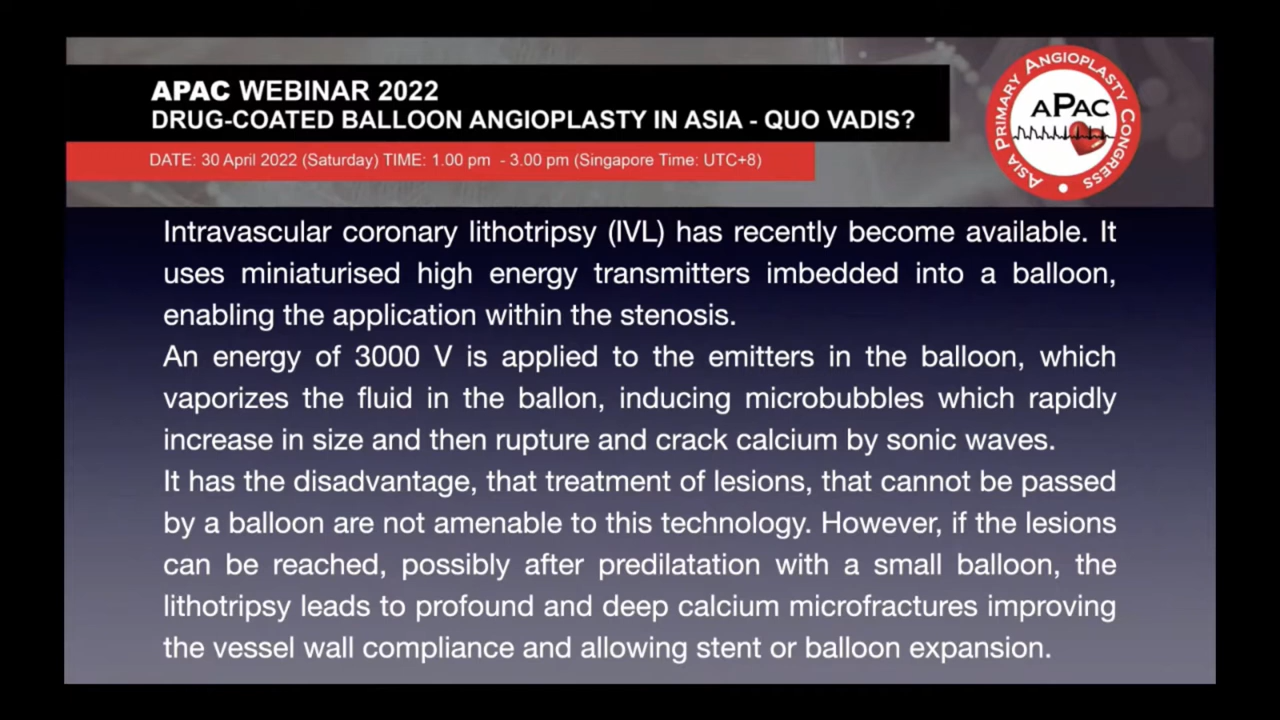 APAC WEBINAR 2022
DRUG-COATED BALLOON ANGIOPLASTY IN ASIA - QUO VADIS?
DATE: 30 April 2022 (Saturday) TIME: 1.00 pm - 3.00 pm (Singapore Time: UTC+8)
ASIA PRIMARY ANGIOPLASTY CONGRESS
aPac
Intravascular coronary lithotripsy (IVL) has recently become available. It
uses miniaturised high energy transmitters imbedded into a balloon,
enabling the application within the stenosis.
An energy of 3000 V is applied to the emitters in the balloon, which
vaporizes the fluid in the ballon, inducing microbubbles which rapidly
increase in size and then rupture and crack calcium by sonic waves.
It has the disadvantage, that treatment of lesions, that cannot be passed
by a balloon are not amenable to this technology. However, if the lesions
can be reached, possibly after predilatation with a small balloon, the
lithotripsy leads to profound and deep calcium microfractures improving
the vessel wall compliance and allowing stent or balloon expansion.